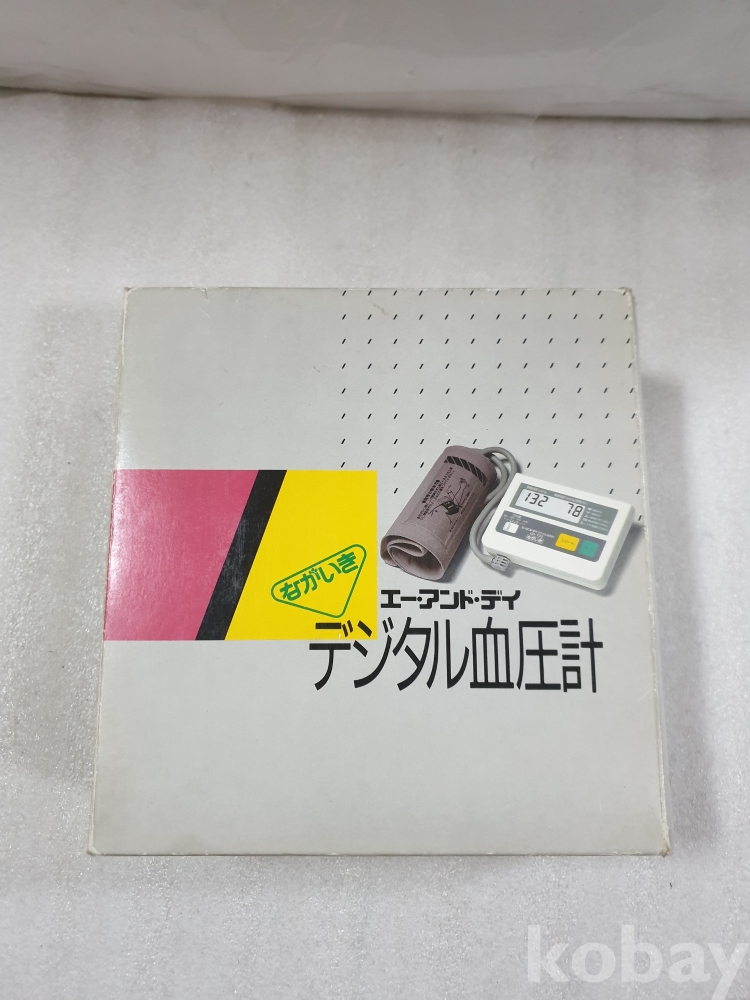 132 78
ながいき
エー・アンド・デイ
デジタル血圧計
kobay